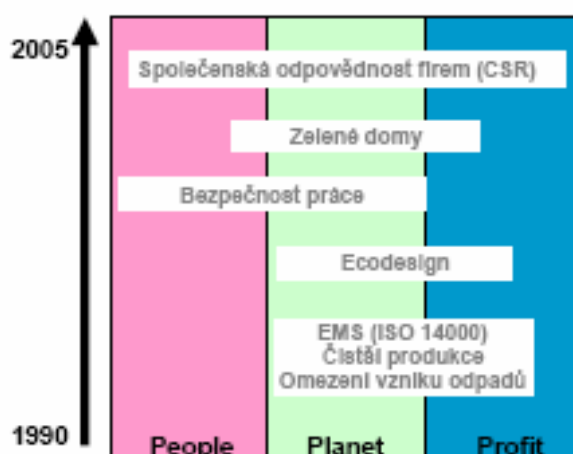 2005
Společenská odpovědnost firem (CSR)
Zelené domy
Bezpečnost práce
Ecodesign
EMS (ISO 14000)
Čistší produkce
Omezení vzniku odpadů
1990
People Planet Profit